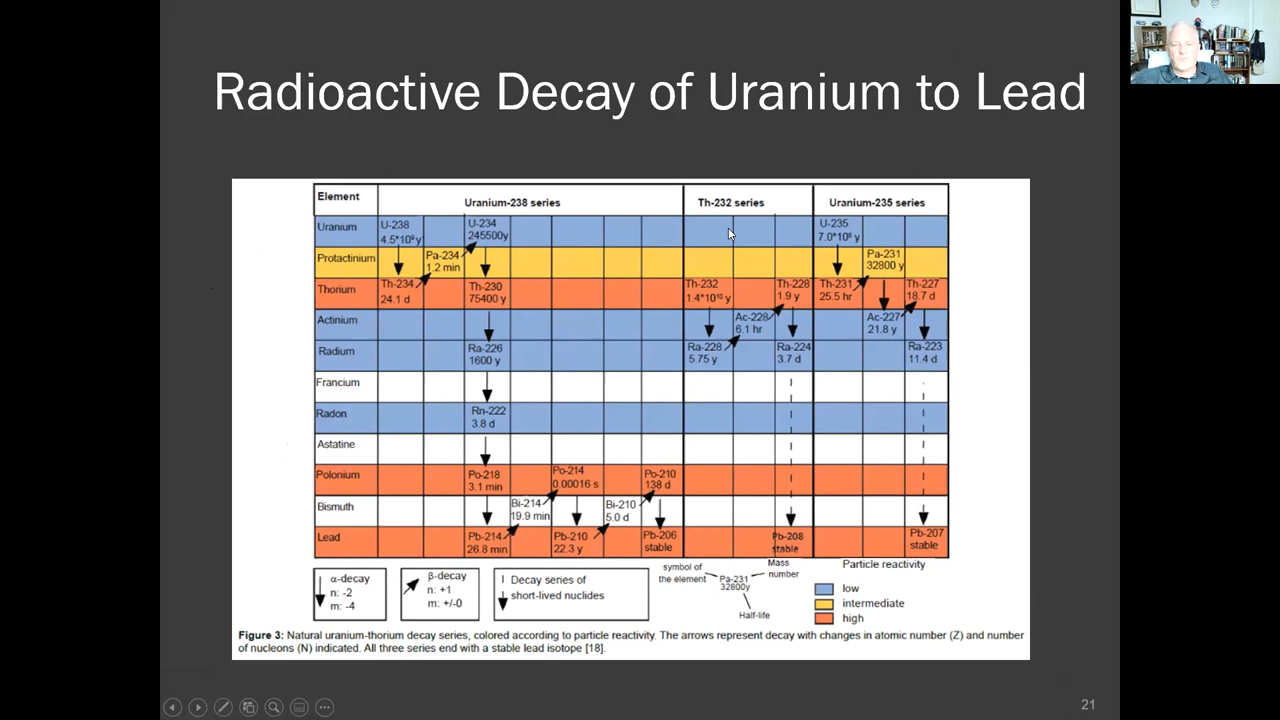 Radioactive Decay of Uranium to Lead
Element
Uranium-238 series
Th-232 series
Uranium-235 series
Uranium
U-238
4.5*10⁹y
U-234
245500y
U-235
7.0*10⁸ y
Protactinium
Pa-234
1.2 min
Pa-231
32800 y
Thorium
Th-234
24.1 d
Th-230
75400 y
Th-232
1.4*10¹⁰ y
Th-228
1.9 y
Th-231
25.5 hr
Th-227
18.7 d
Actinium
Ac-228
6.1 hr
Ac-227
21.8 y
Radium
Ra-226
1600 y
Ra-228
5.75 y
Ra-224
3.7 d
Ra-223
11.4 d
Francium
Radon
Rn-222
3.8 d
Astatine
Polonium
Po-218
3.1 min
Po-214
0.00016 s
Po-210
138 d
Bismuth
Bi-214
19.9 min
Bi-210
5.0 d
Lead
Pb-214
26.8 min
Pb-210
22.3 y
Pb-206
stable
Pb-208
stable
Pb-207
stable
α-decay
n: -2
m: -4
β-decay
n: +1
m: +/-0
Decay series of
short-lived nuclides
symbol of
the element
Pa-231
32800y
Mass
number
Half-life
Particle reactivity
low
intermediate
high
Figure 3: Natural uranium-thorium decay series, colored according to particle reactivity. The arrows represent decay with changes in atomic number (Z) and number
of nucleons (N) indicated. All three series end with a stable lead isotope [18].
21